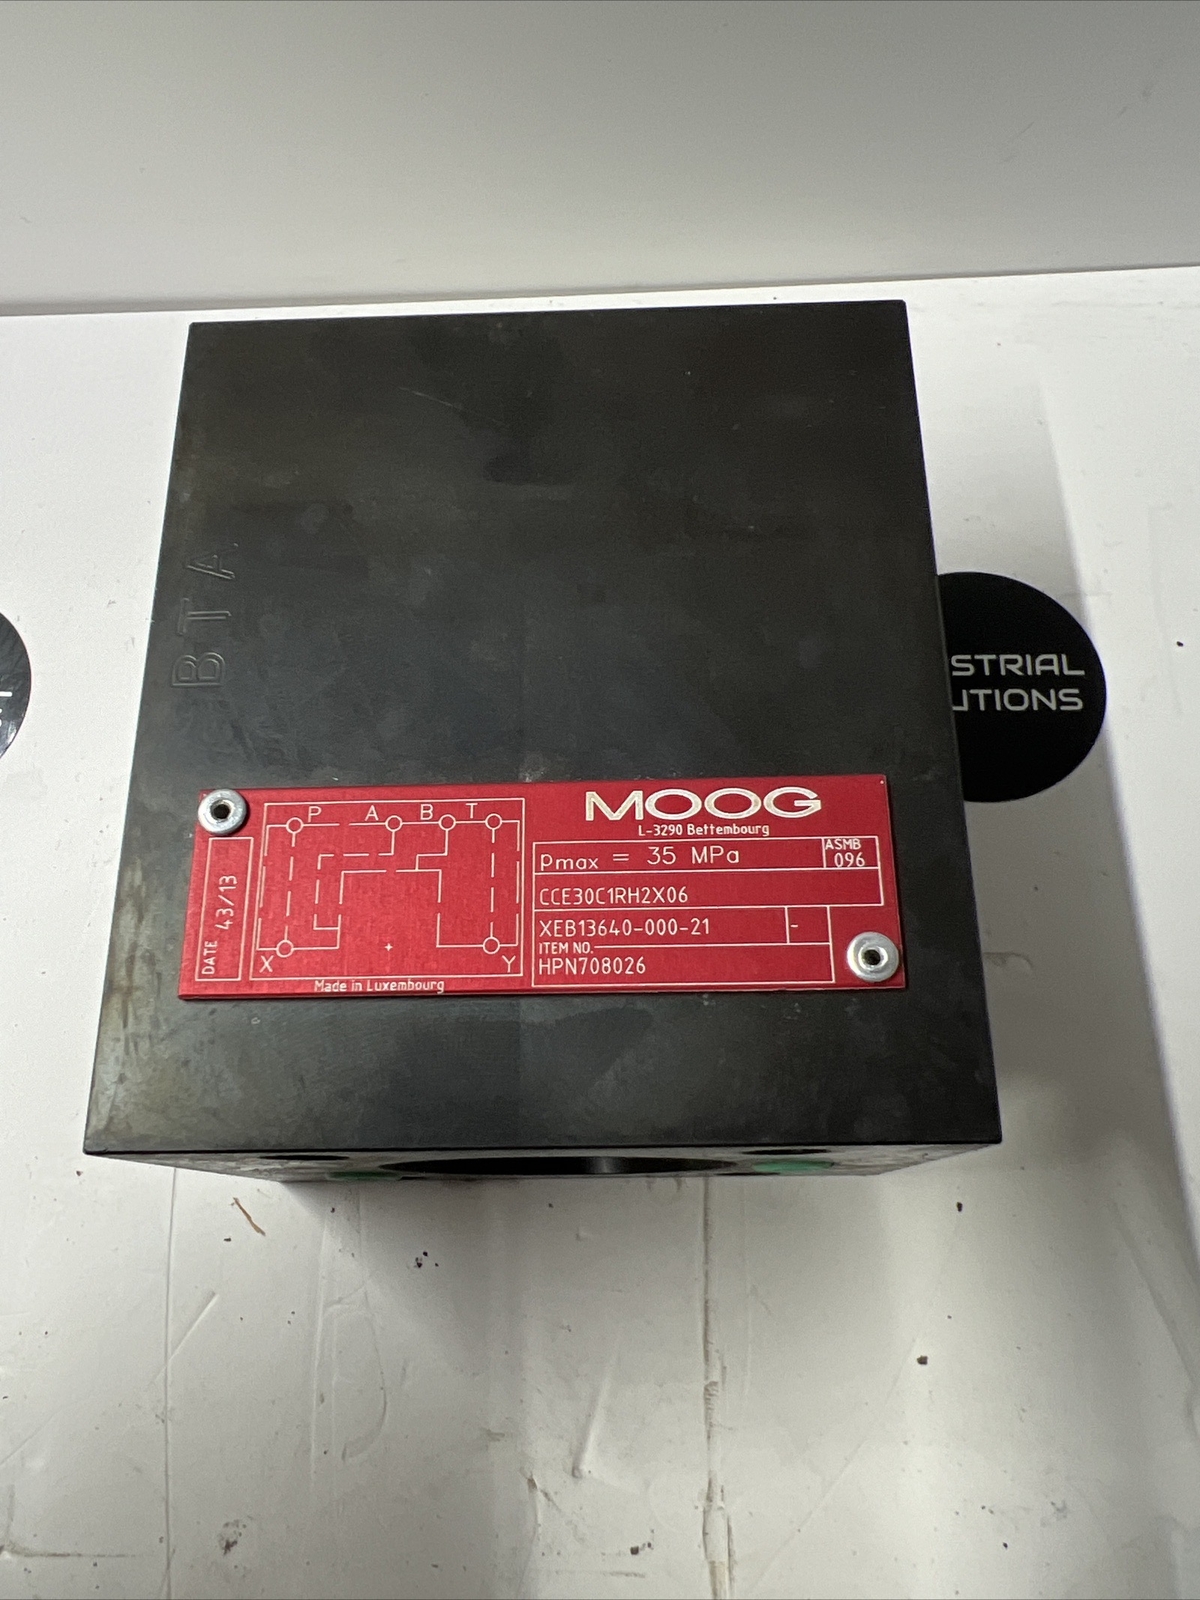 BTA
MOOG
L-3290 Bettembourg
Pmax = 35 MPa
ASMB
096
CCE30C1RH2X06
XEB13640-000-21 -
ITEM NO.
HPN708026
P A B T
X Y
DATE 43/13
Made in Luxembourg
STRIAL
UTIONS